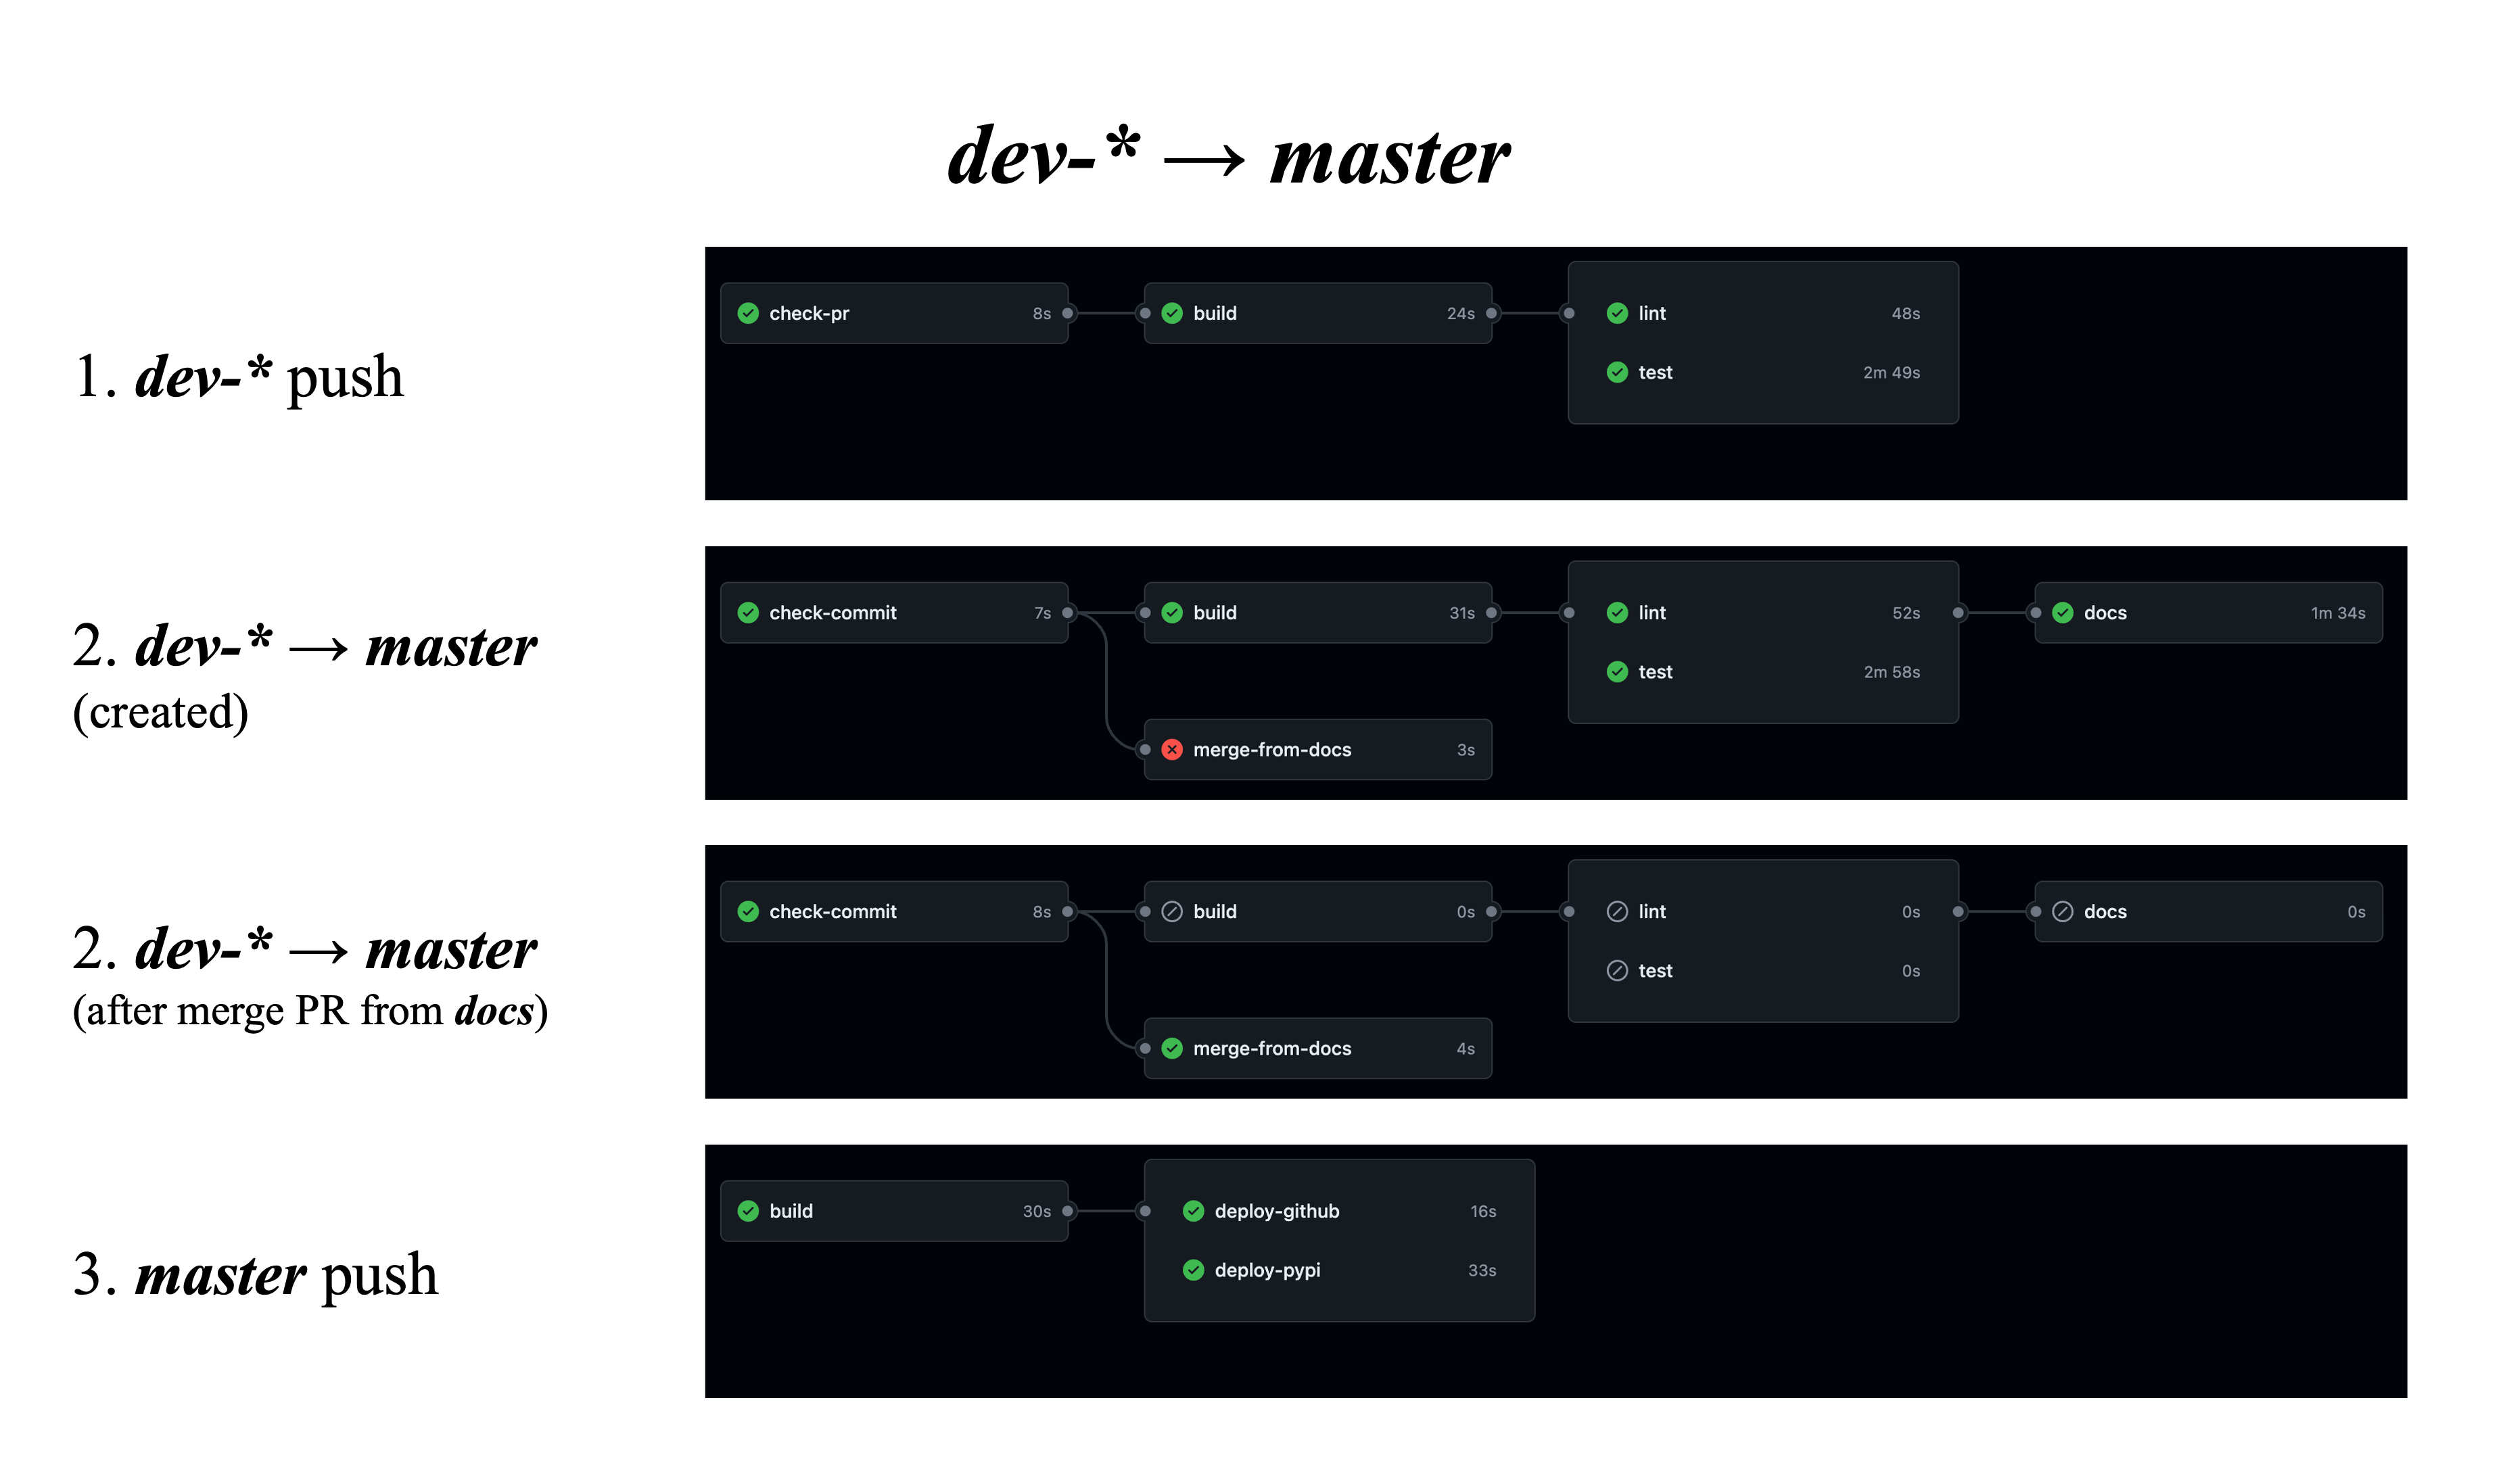 dev-* → master
1. dev-* push
check-pr 8s
build 24s
lint 48s
test 2m 49s
2. dev-* → master
(created)
check-commit 7s
build 31s
lint 52s
test 2m 58s
docs 1m 34s
merge-from-docs 3s
2. dev-* → master
(after merge PR from docs)
check-commit 8s
build 0s
lint 0s
test 0s
docs 0s
merge-from-docs 4s
3. master push
build 30s
deploy-github 16s
deploy-pypi 33s